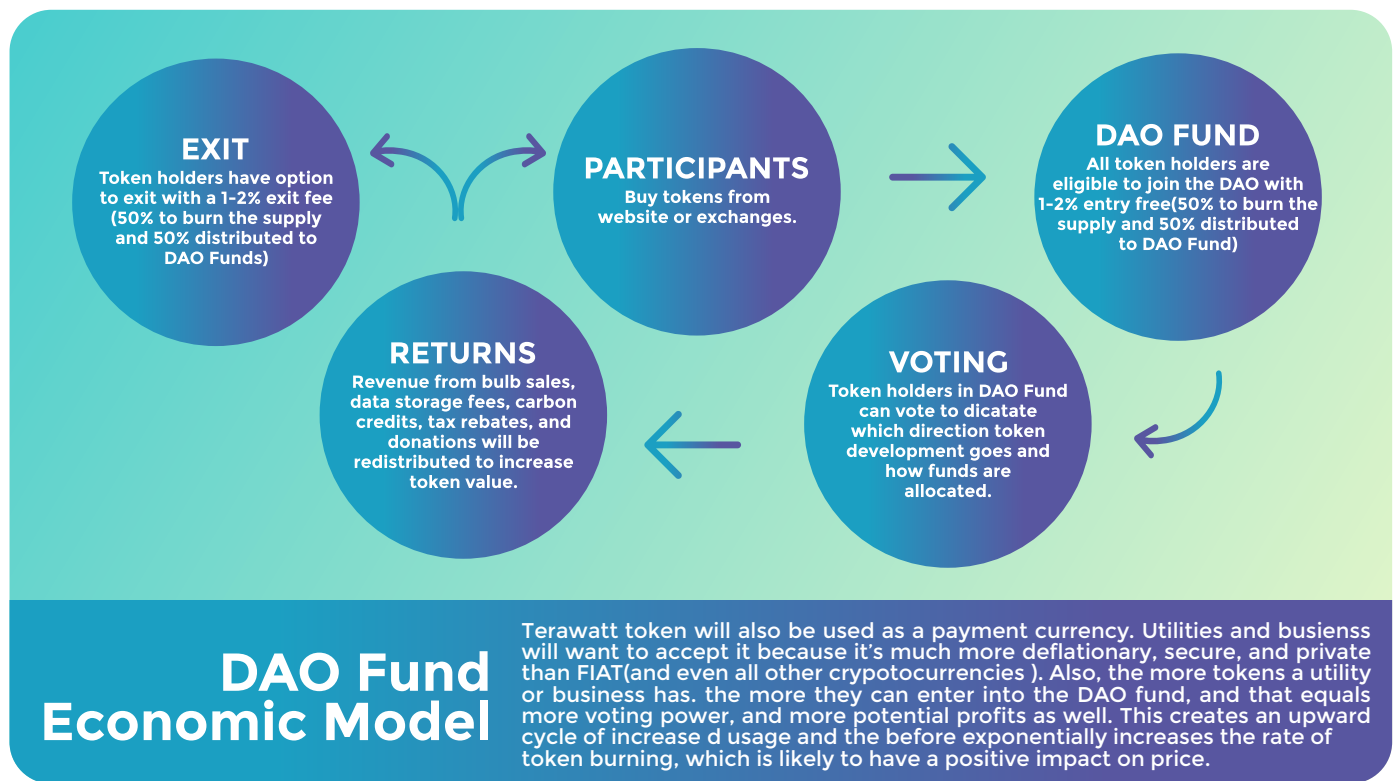 EXIT
Token holders have option
to exit with a 1-2% exit fee
(50% to burn the supply
and 50% distributed to
DAO Funds)
PARTICIPANTS
Buy tokens from
website or exchanges.
DAO FUND
All token holders are
eligible to join the DAO with
1-2% entry free(50% to burn the
supply and 50% distributed
to DAO Fund)
RETURNS
Revenue from bulb sales,
data storage fees, carbon
credits, tax rebates, and
donations will be
redistributed to increase
token value.
VOTING
Token holders in DAO Fund
can vote to dicatate
which direction token
development goes and
how funds are
allocated.
DAO Fund
Economic Model
Terawatt token will also be used as a payment currency. Utilities and busienss
will want to accept it because it’s much more deflationary, secure, and private
than FIAT(and even all other crypotocurrencies ). Also, the more tokens a utility
or business has. the more they can enter into the DAO fund, and that equals
more voting power, and more potential profits as well. This creates an upward
cycle of increase d usage and the before exponentially increases the rate of
token burning, which is likely to have a positive impact on price.